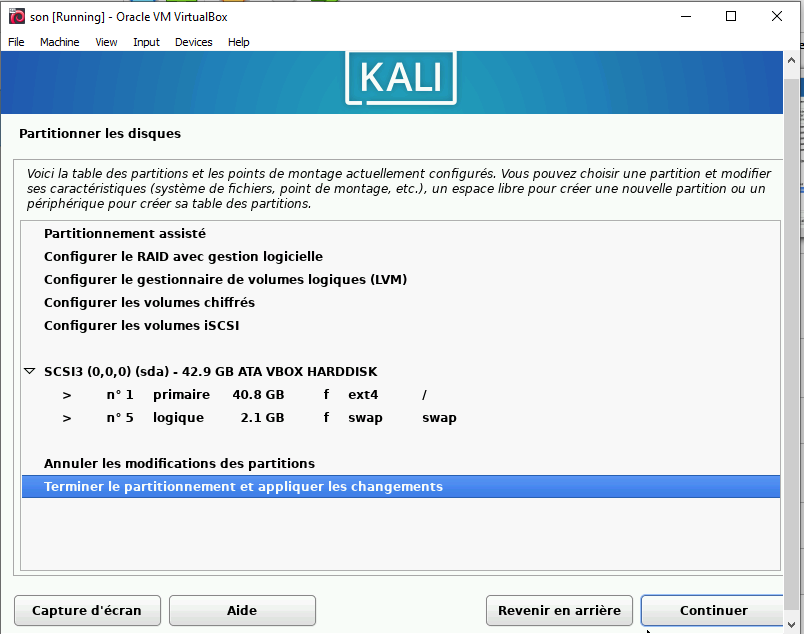 son [Running] - Oracle VM VirtualBox
File Machine View Input Devices Help
KALI
Partitionner les disques
Voici la table des partitions et les points de montage actuellement configurés. Vous pouvez choisir une partition et modifier
ses caractéristiques (système de fichiers, point de montage, etc.), un espace libre pour créer une nouvelle partition ou un
périphérique pour créer sa table des partitions.
Partitionnement assisté
Configurer le RAID avec gestion logicielle
Configurer le gestionnaire de volumes logiques (LVM)
Configurer les volumes chiffrés
Configurer les volumes iSCSI
SCSI3 (0,0,0) (sda) - 42.9 GB ATA VBOX HARDDISK
> n° 1 primaire 40.8 GB f ext4 /
> n° 5 logique 2.1 GB f swap swap
Annuler les modifications des partitions
Terminer le partitionnement et appliquer les changements
Capture d'écran Aide Revenir en arrière Continuer